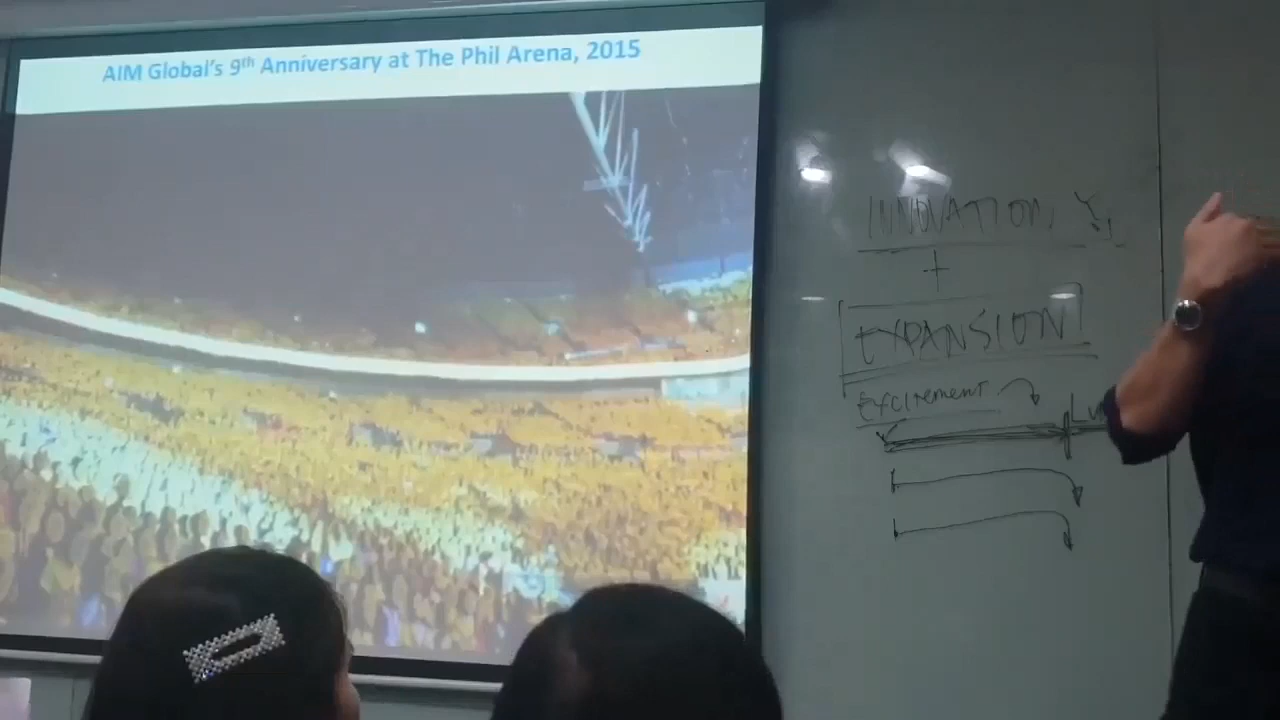 AIM Global's 9th Anniversary at The Phil Arena, 2015
INNOVATION,
+
EXPANSION
Excitement